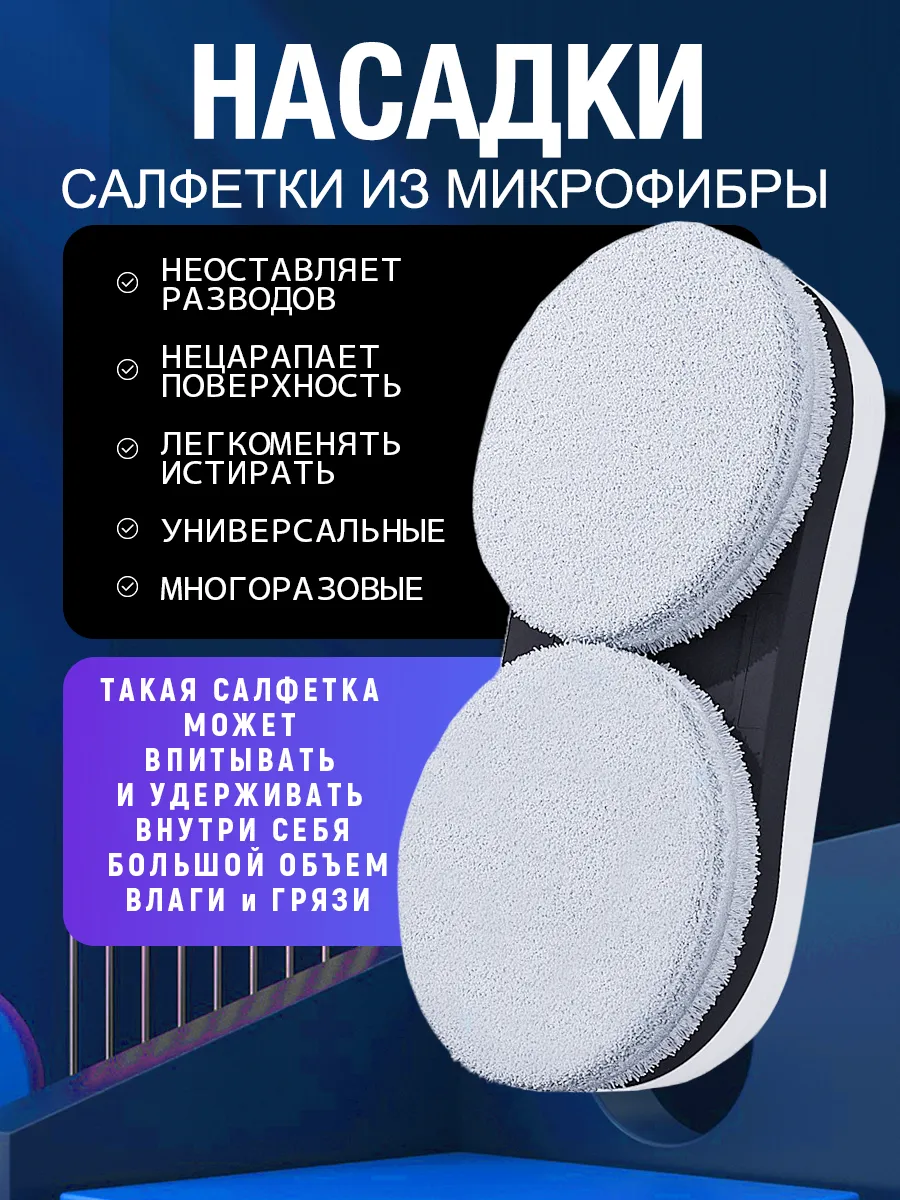 НАСАДКИ
САЛФЕТКИ ИЗ МИКРОФИБРЫ
НЕОСТАВЛЯЕТ
РАЗВОДОВ
НЕЦАРАПАЕТ
ПОВЕРХНОСТЬ
ЛЕГКОМЕНЯТЬ
ИСТИРАТЬ
УНИВЕРСАЛЬНЫЕ
МНОГОРАЗОВЫЕ
ТАКАЯ САЛФЕТКА
МОЖЕТ
ВПИТЫВАТЬ
И УДЕРЖИВАТЬ
ВНУТРИ СЕБЯ
БОЛЬШОЙ ОБЪЕМ
ВЛАГИ и ГРЯЗИ